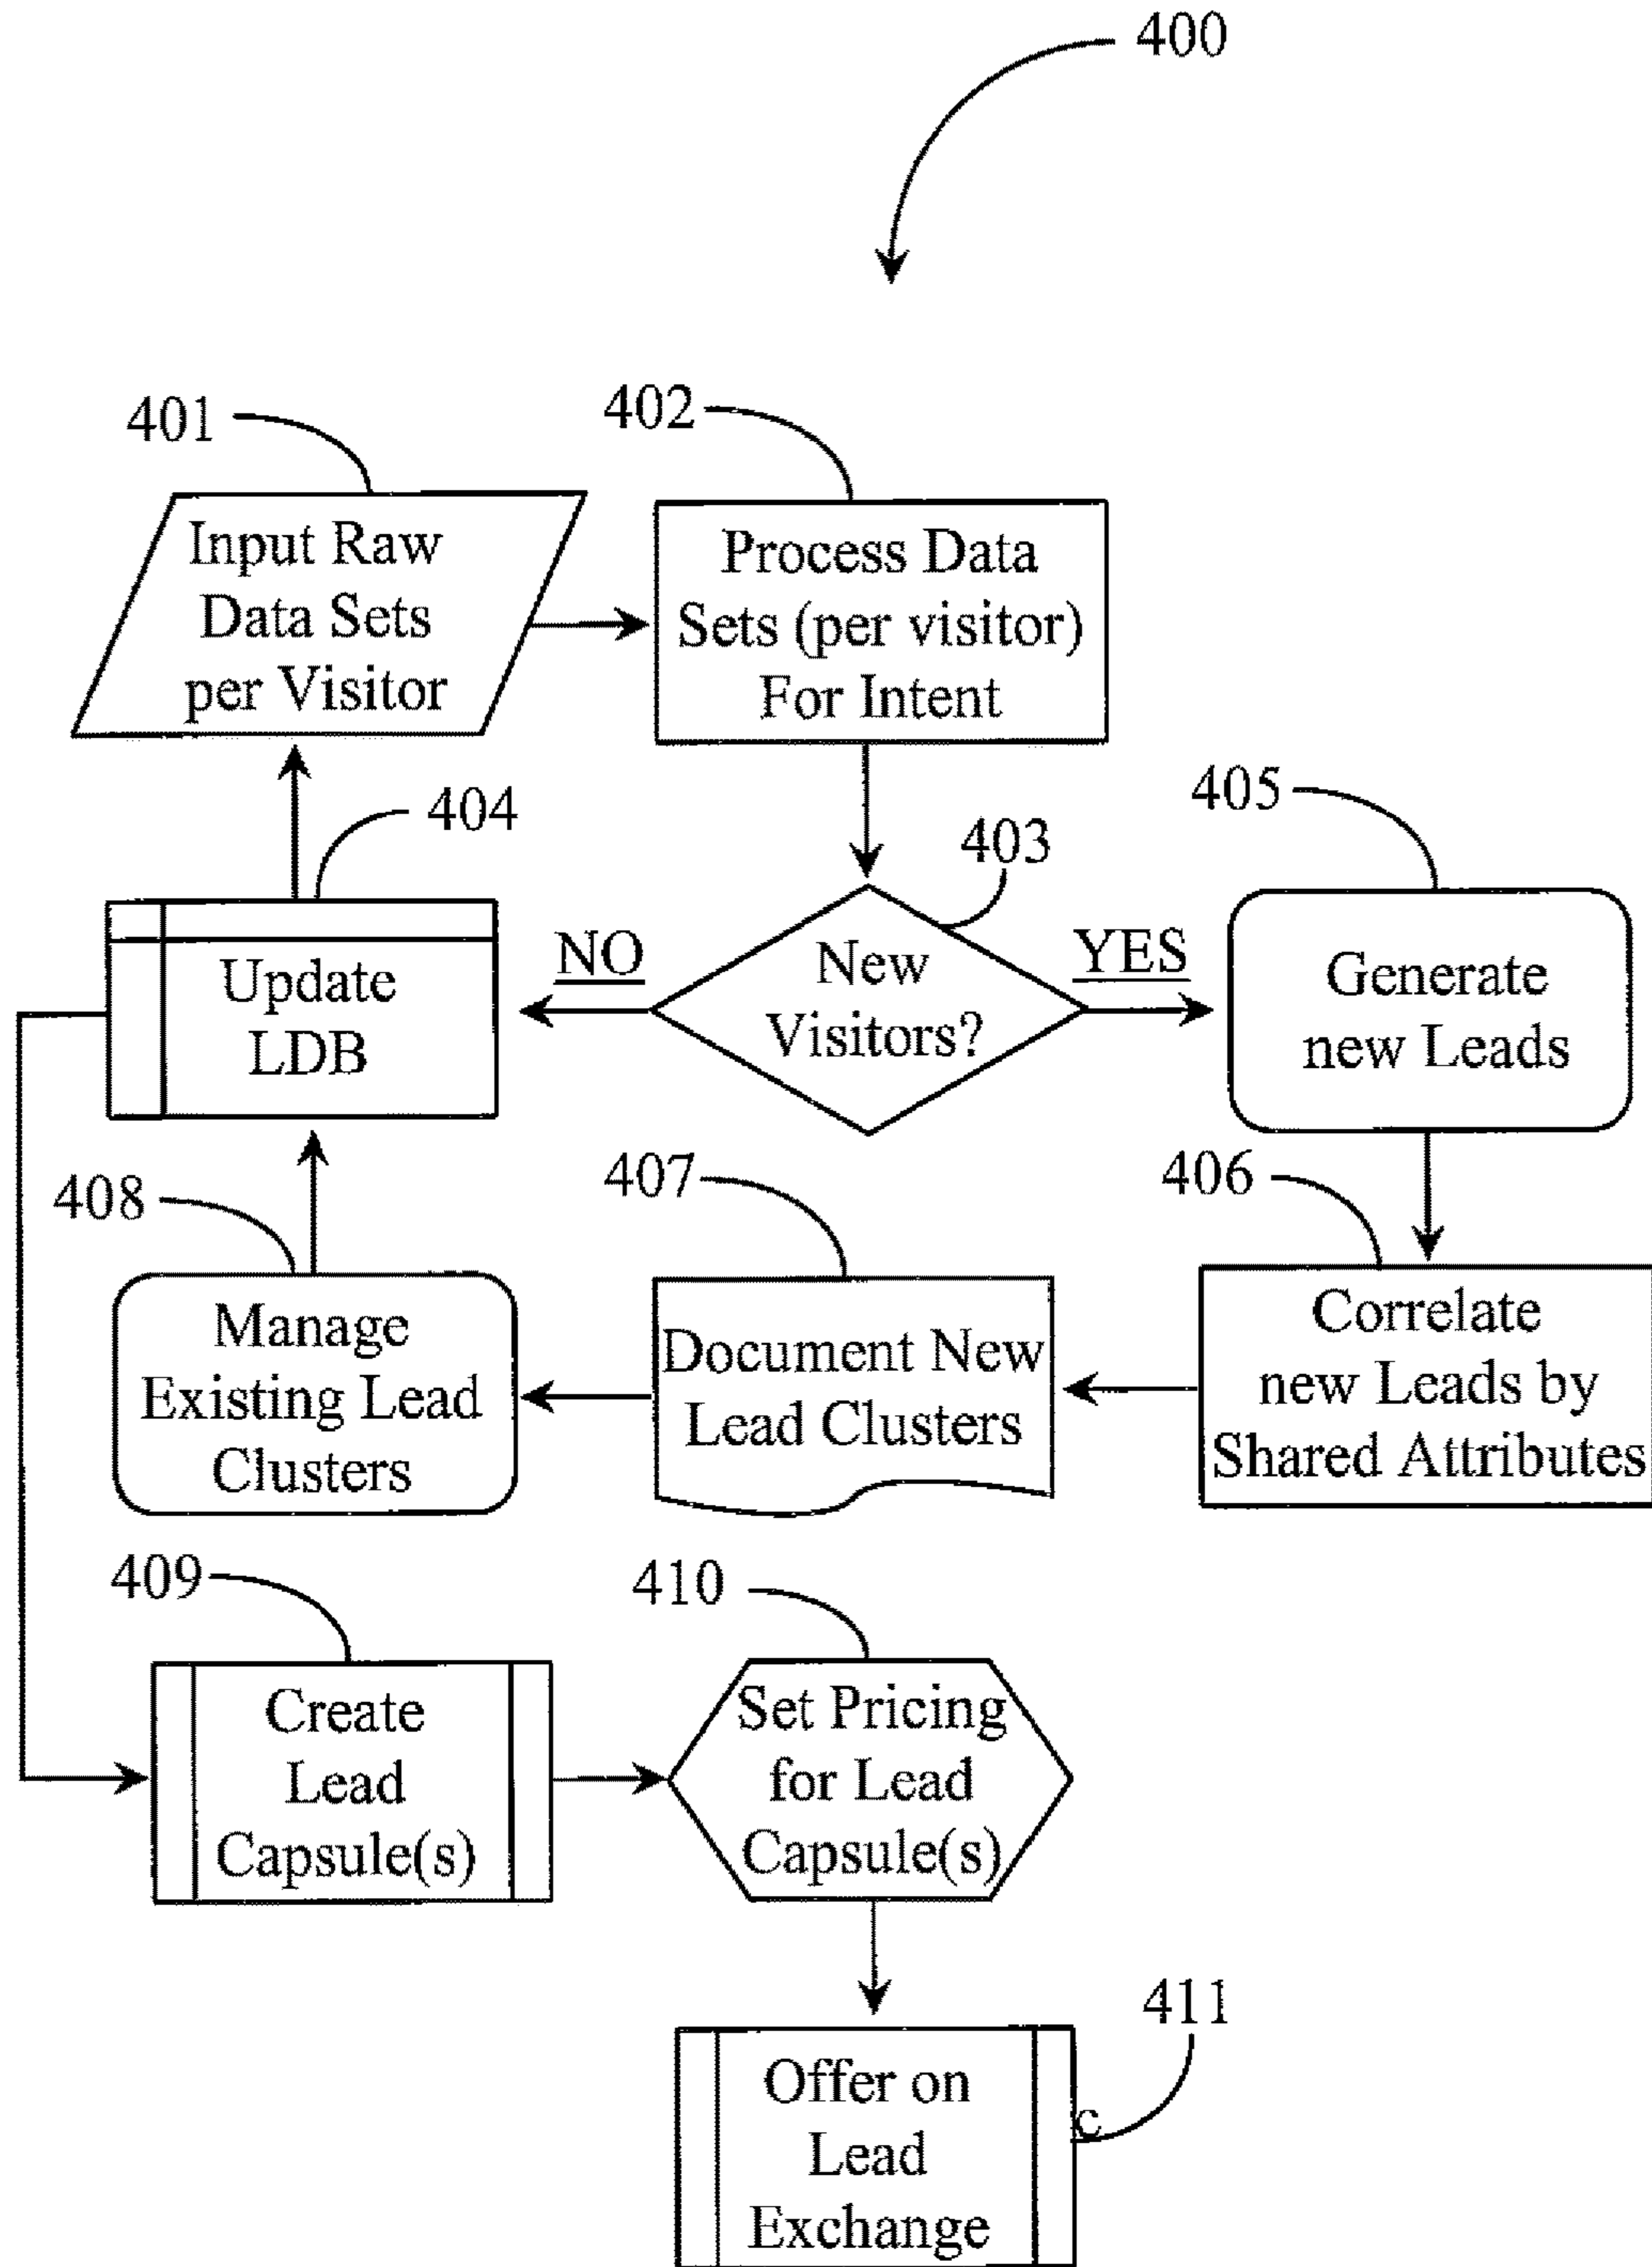 400
401
402
Input Raw
Data Sets
per Visitor
Process Data
Sets (per visitor)
For Intent
404
403
405
Update
LDB
NO
New
Visitors?
YES
Generate
new Leads
408
407
406
Manage
Existing Lead
Clusters
Document New
Lead Clusters
Correlate
new Leads by
Shared Attributes
409
410
Create
Lead
Capsule(s)
Set Pricing
for Lead
Capsule(s)
411
Offer on
Lead
Exchange
c